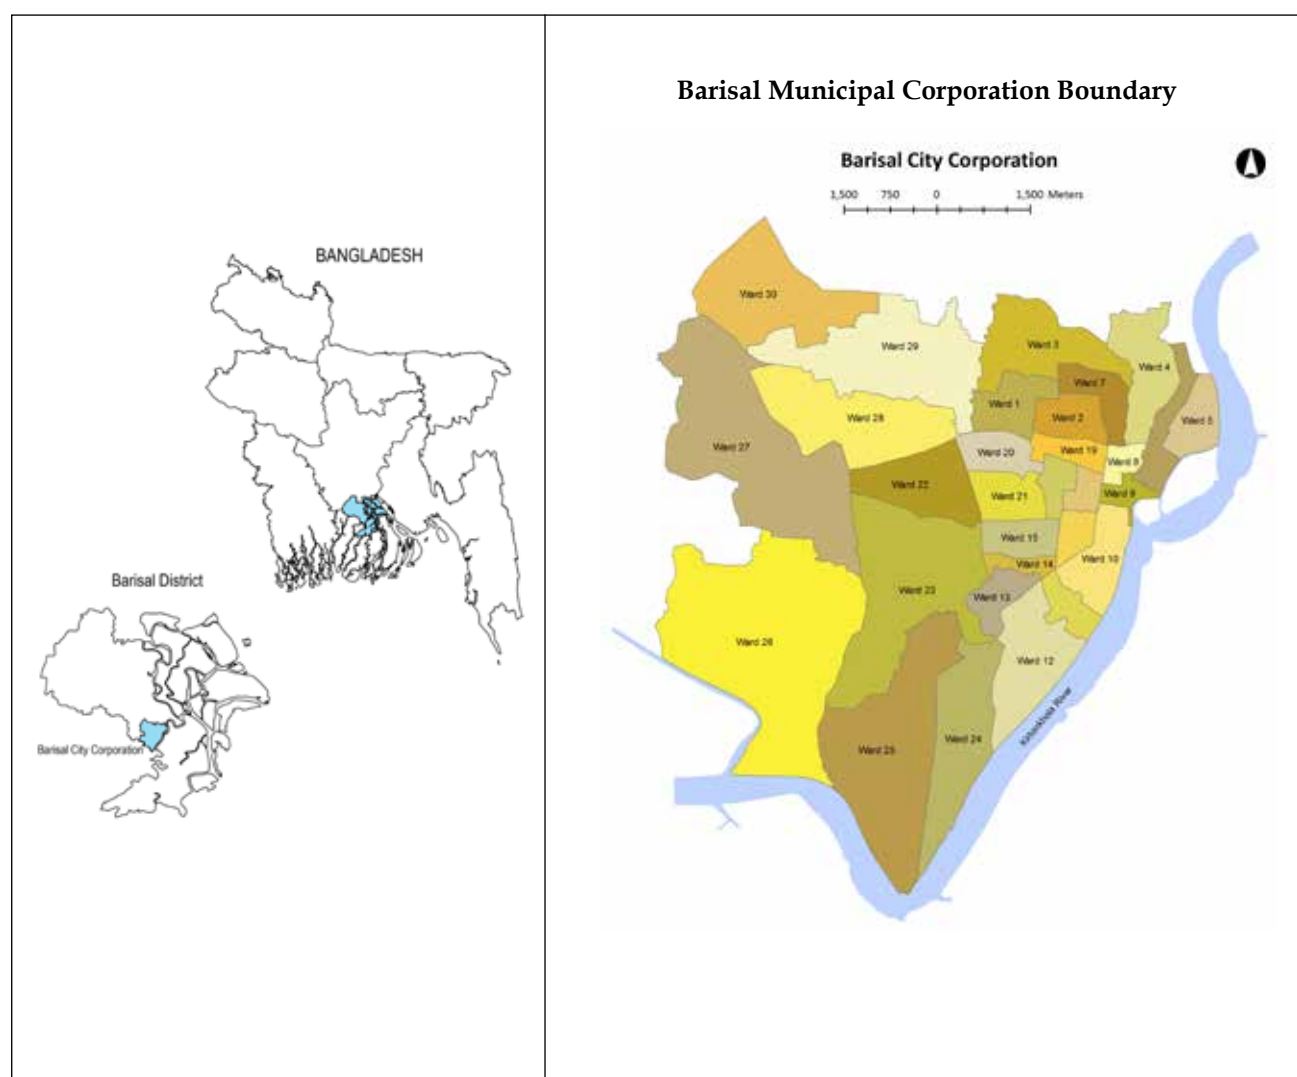 BANGLADESH
Barisal District
Barisal City Corporation
Barisal Municipal Corporation Boundary
Barisal City Corporation
1,500 750 0 1,500 Meters
Ward 30
Ward 29
Ward 3
Ward 4
Ward 7
Ward 1
Ward 2
Ward 5
Ward 28
Ward 27
Ward 20
Ward 19
Ward 8
Ward 22
Ward 21
Ward 9
Ward 15
Ward 10
Ward 14
Ward 23
Ward 13
Ward 26
Ward 12
Ward 25
Ward 24
Kirtankhola River